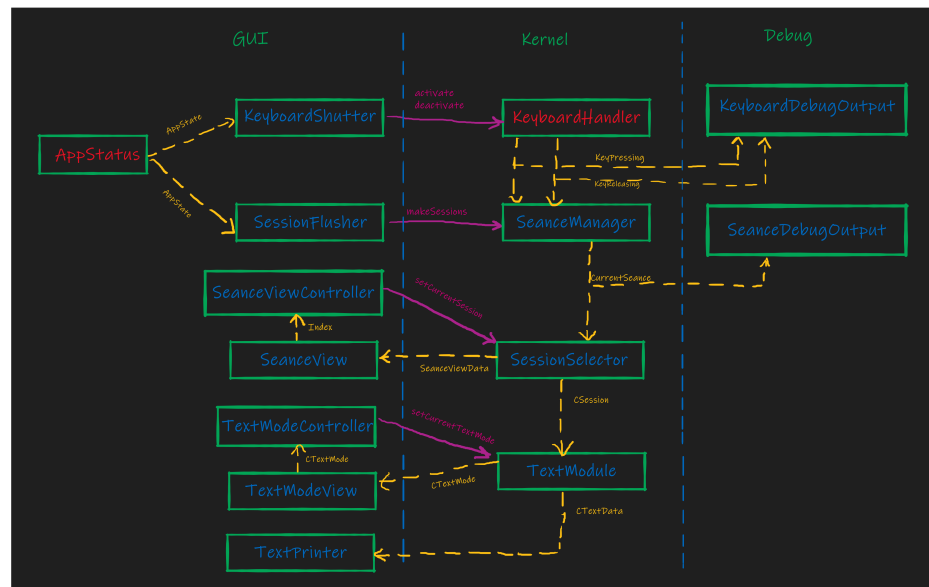 GUI
Kernel
Debug
KeyboardShutter
activate
deactivate
KeyboardHandler
KeyboardDebugOutput
AppState
AppStatus
KeyPressing
KeyReleasing
AppState
SessionFlusher
makeSessions
SeanceManager
SeanceDebugOutput
SeanceViewController
setCurrentSession
CurrentSeance
Index
SeanceView
SeanceViewData
SessionSelector
CSession
TextModeController
setCurrentTextMode
CTextMode
TextModule
TextModeView
CTextMode
CTextData
TextPrinter